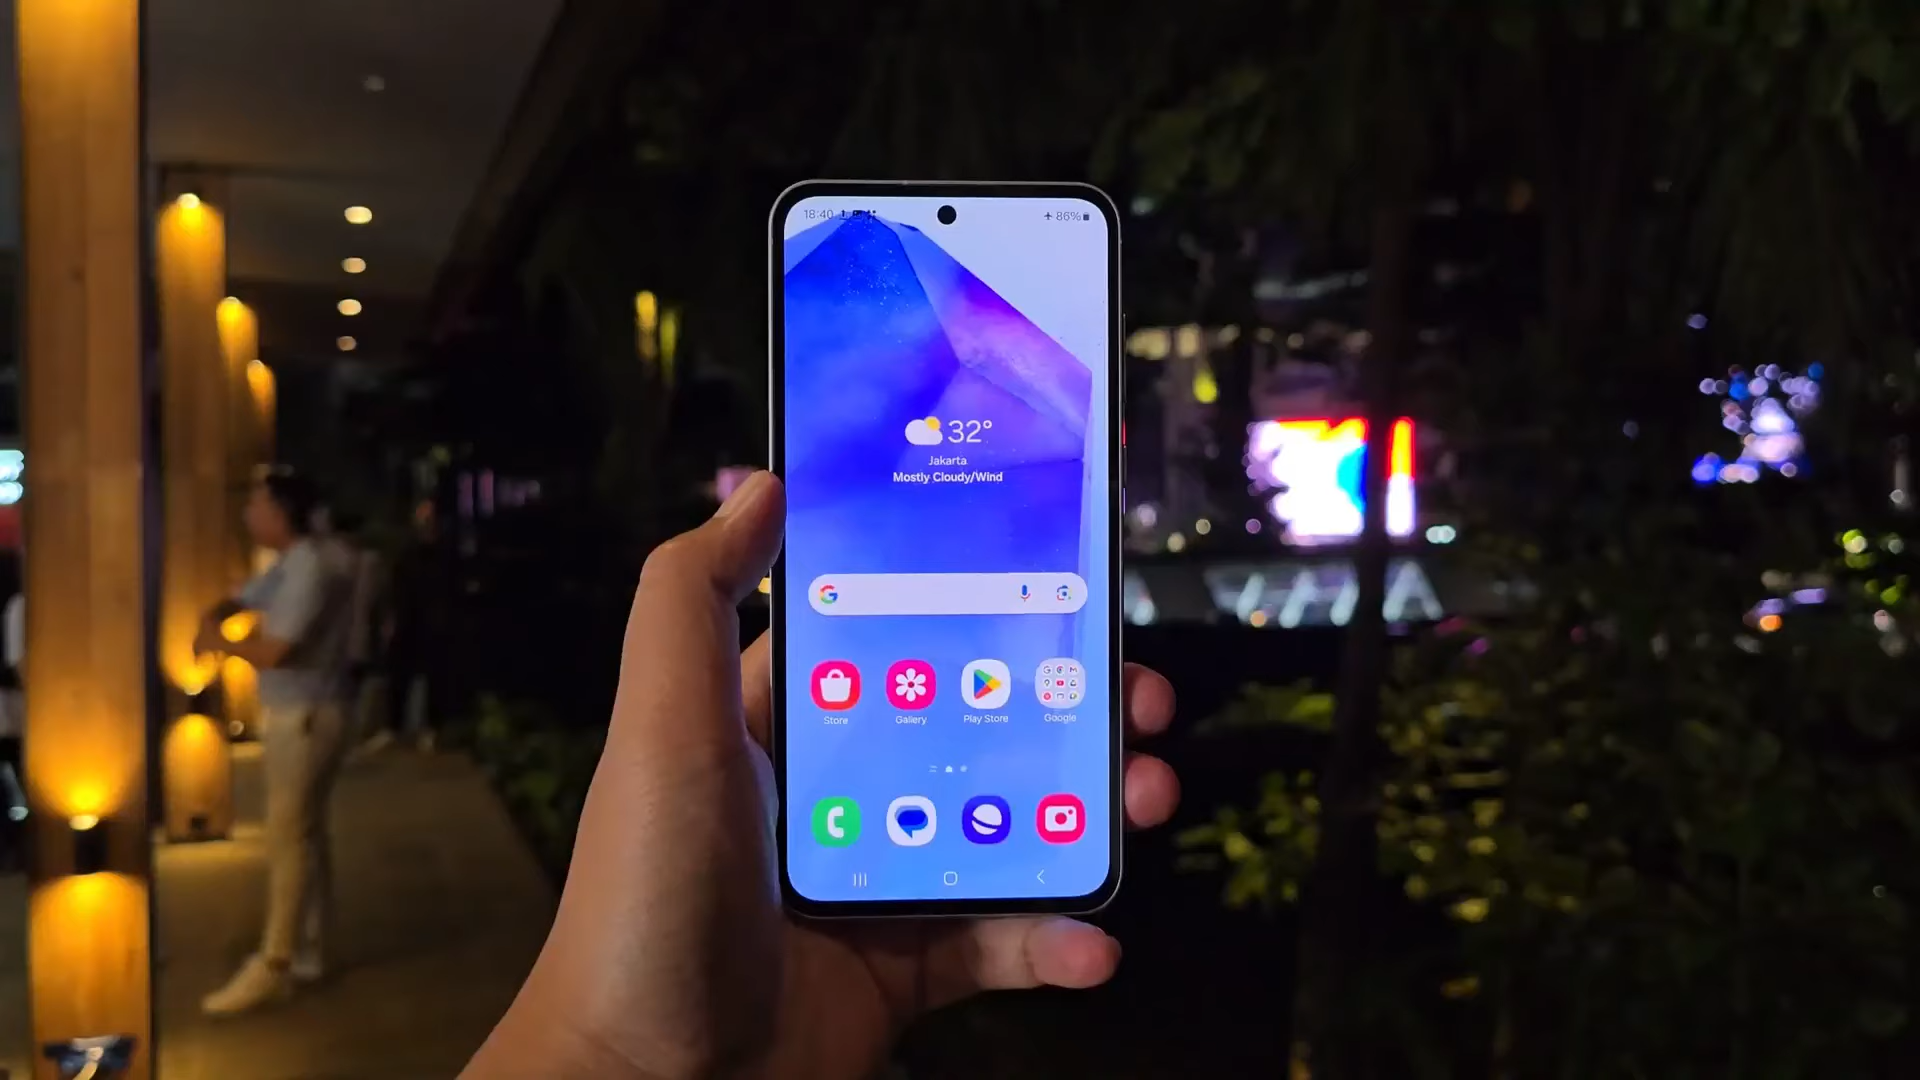 18:40
86%
32°
Jakarta
Mostly Cloudy/Wind
Store
Gallery
Play Store
Google